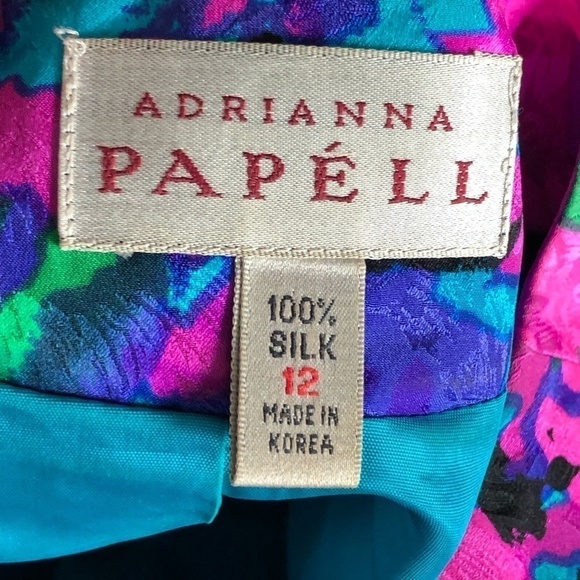 ADRIANNA
PAPÉLL
100%
SILK
12
MADE IN
KOREA